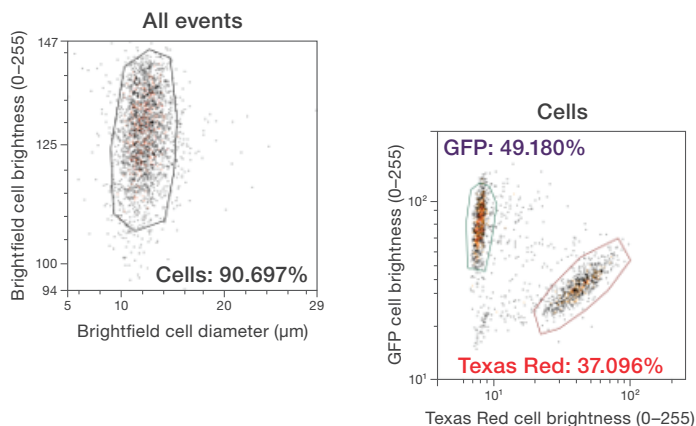 All events
147
125
100
94
Brightfield cell brightness (0–255)
Cells: 90.697%
5
10
20
29
Brightfield cell diameter (µm)
Cells
GFP: 49.180%
10²
10¹
GFP cell brightness (0–255)
Texas Red: 37.096%
10¹
10²
Texas Red cell brightness (0–255)